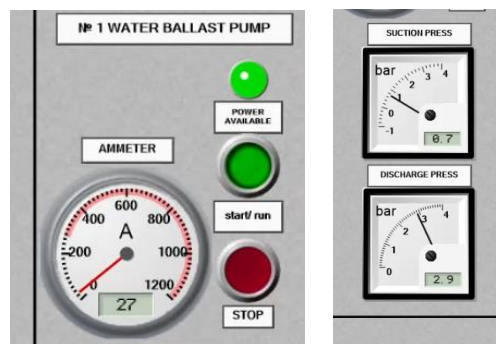 № 1 WATER BALLAST PUMP
POWER
AVAILABLE
AMMETER
start/ run
STOP
600
400
800
A
200
1000
0
1200
27
SUCTION PRESS
bar
-1
0
1
2
3
4
0.7
DISCHARGE PRESS
bar
0
1
2
3
4
2.9